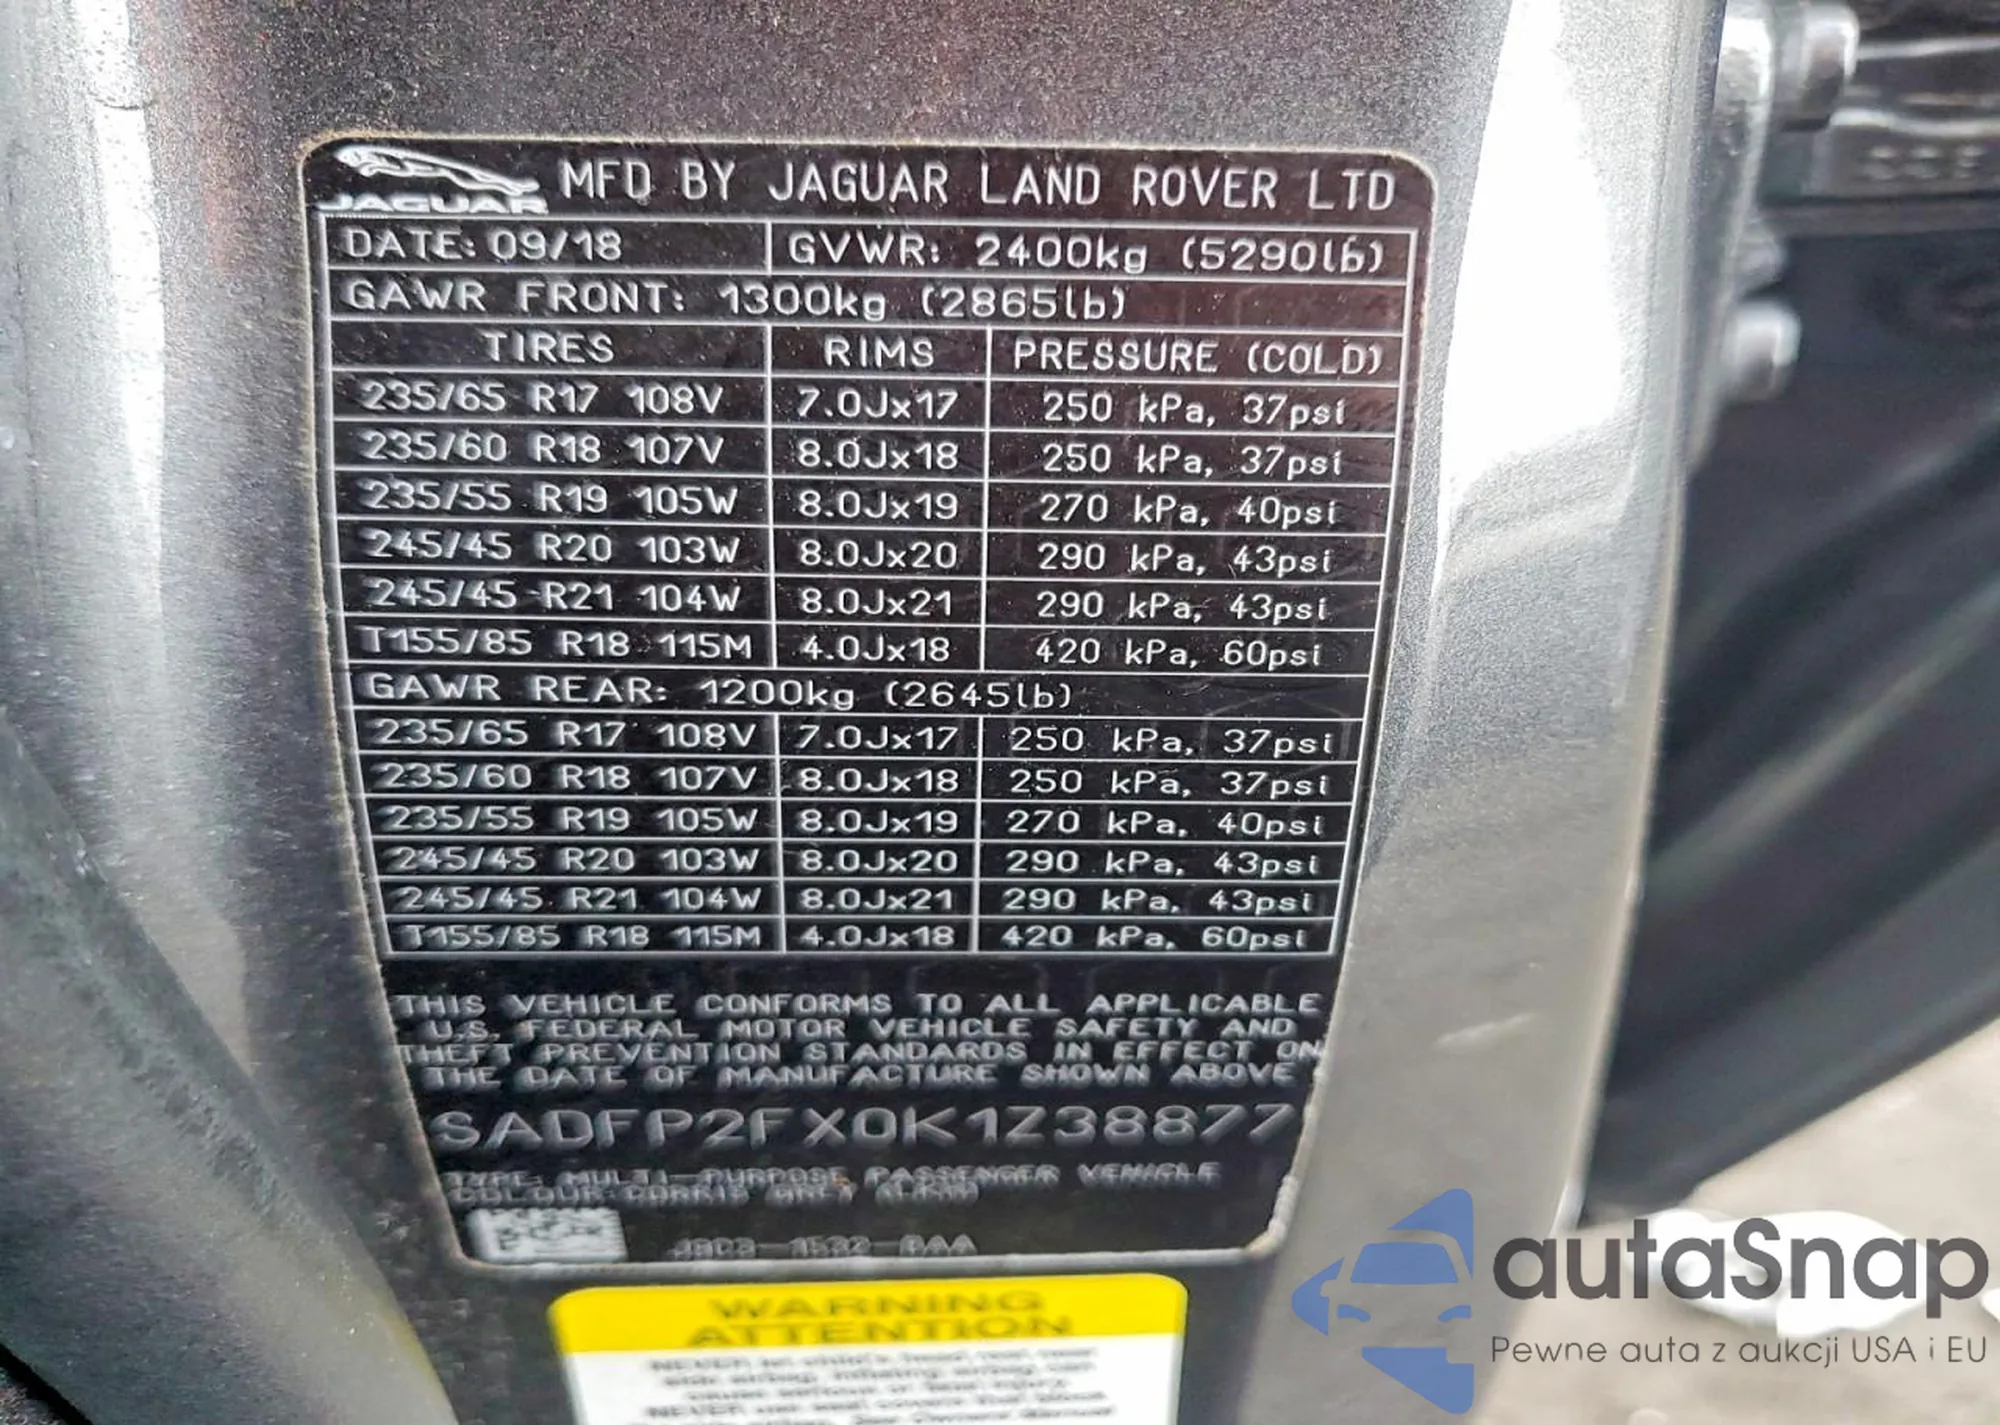 JAGUAR
MFD BY JAGUAR LAND ROVER LTD
DATE: 09/18 GVWR: 2400kg (5290lb)
GAWR FRONT: 1300kg (2865lb)
TIRES RIMS PRESSURE (COLD)
235/65 R17 108V 7.0Jx17 250 kPa, 37psi
235/60 R18 107V 8.0Jx18 250 kPa, 37psi
235/55 R19 105W 8.0Jx19 270 kPa, 40psi
245/45 R20 103W 8.0Jx20 290 kPa, 43psi
245/45 R21 104W 8.0Jx21 290 kPa, 43psi
T155/85 R18 115M 4.0Jx18 420 kPa, 60psi
GAWR REAR: 1200kg (2645lb)
235/65 R17 108V 7.0Jx17 250 kPa, 37psi
235/60 R18 107V 8.0Jx18 250 kPa, 37psi
235/55 R19 105W 8.0Jx19 270 kPa, 40psi
245/45 R20 103W 8.0Jx20 290 kPa, 43psi
245/45 R21 104W 8.0Jx21 290 kPa, 43psi
T155/85 R18 115M 4.0Jx18 420 kPa, 60psi
THIS VEHICLE CONFORMS TO ALL APPLICABLE
U.S. FEDERAL MOTOR VEHICLE SAFETY AND
THEFT PREVENTION STANDARDS IN EFFECT ON
THE DATE OF MANUFACTURE SHOWN ABOVE
SADFP2FX0K1Z38877
TYPE: MULTI-PURPOSE PASSENGER VEHICLE
COLOUR:
WARNING
ATTENTION
NEVER
NEVER
autaSnap
Pewne auta z aukcji USA i EU